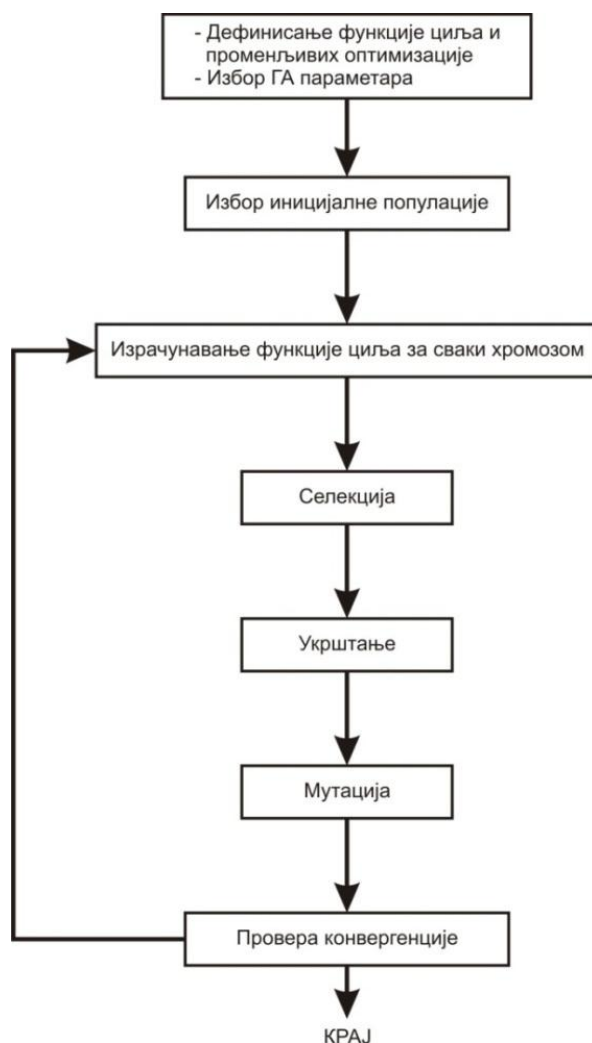 - Дефинисање функције циља и
променљивих оптимизације
- Избор ГА параметара
Избор иницијалне популације
Израчунавање функције циља за сваки хромозом
Селекција
Укрштање
Мутација
Провера конвергенције
КРАЈ